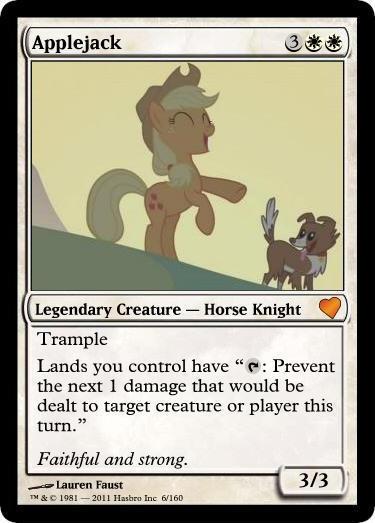 Applejack 3
Legendary Creature — Horse Knight
Trample
Lands you control have “: Prevent
the next 1 damage that would be
dealt to target creature or player this
turn.”
Faithful and strong.
Lauren Faust
3/3
™ & © 1981 — 2011 Hasbro Inc 6/160